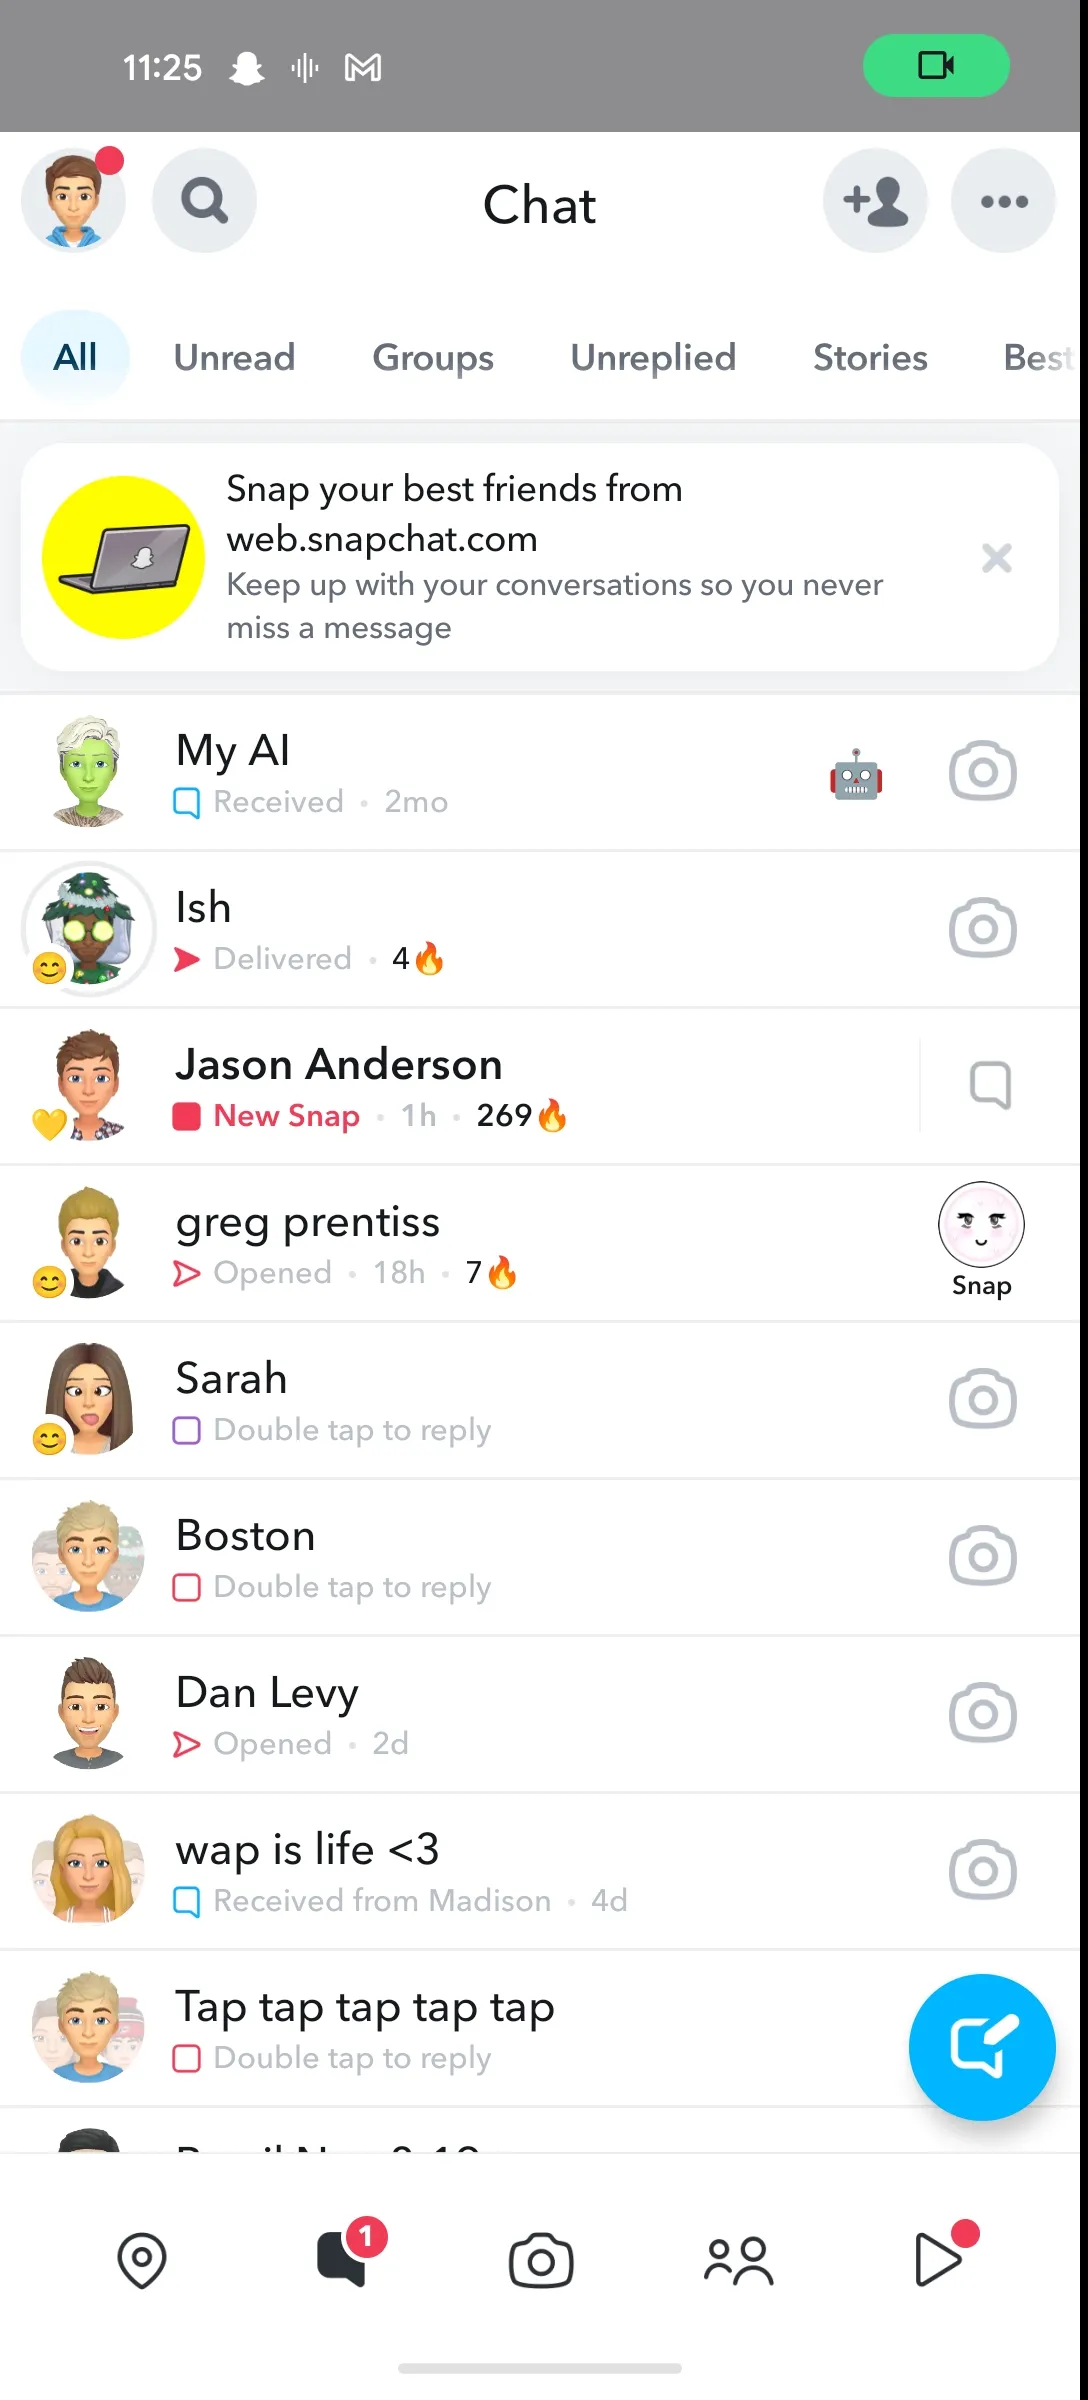 11:25
Chat
All Unread Groups Unreplied Stories Best
Snap your best friends from
web.snapchat.com
Keep up with your conversations so you never
miss a message
My AI
Received · 2mo
Ish
Delivered · 4🔥
Jason Anderson
New Snap · 1h · 269🔥
greg prentiss
Opened · 18h · 7🔥
Snap
Sarah
Double tap to reply
Boston
Double tap to reply
Dan Levy
Opened · 2d
wap is life <3
Received from Madison · 4d
Tap tap tap tap tap
Double tap to reply
1